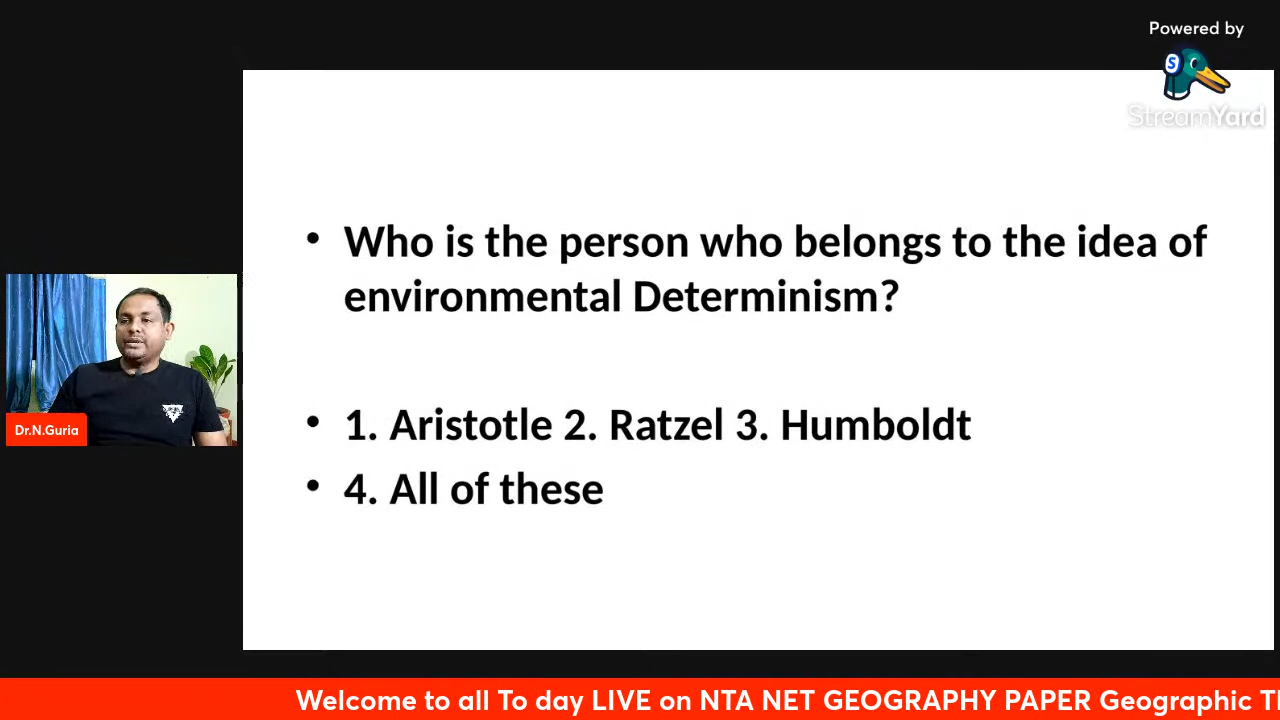 Powered by
StreamYard
• Who is the person who belongs to the idea of
environmental Determinism?
• 1. Aristotle 2. Ratzel 3. Humboldt
• 4. All of these
Dr.N.Guria
Welcome to all To day LIVE on NTA NET GEOGRAPHY PAPER Geographic